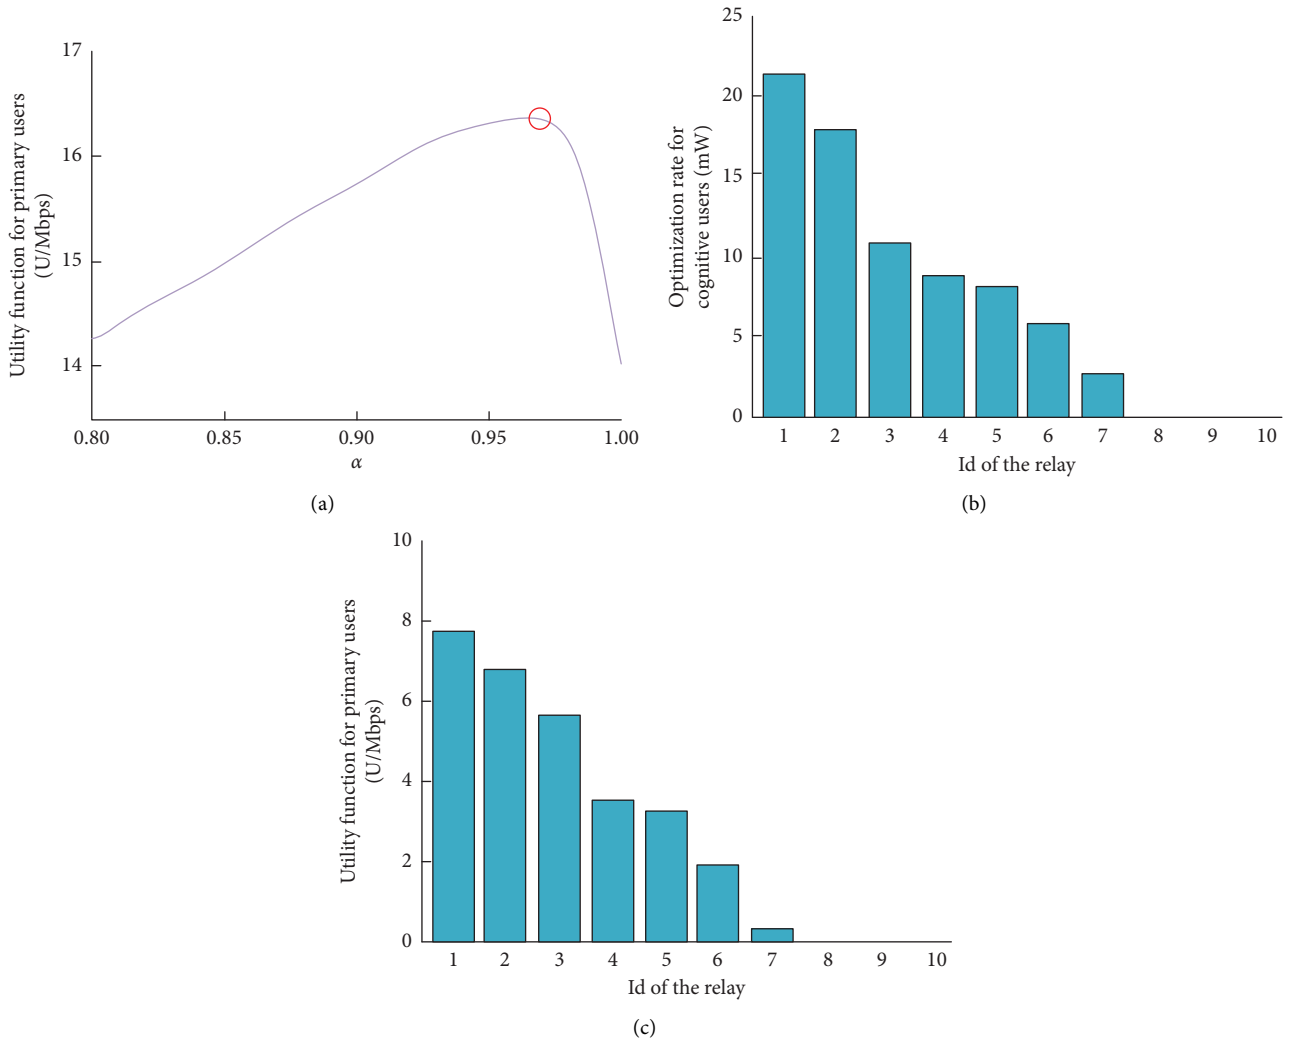 17
16
15
14
Utility function for primary users
(U/Mbps)
0.80 0.85 0.90 0.95 1.00
α
(a)
25
20
15
10
5
0
Optimization rate for
cognitive users (mW)
1 2 3 4 5 6 7 8 9 10
Id of the relay
(b)
10
8
6
4
2
0
Utility function for primary users
(U/Mbps)
1 2 3 4 5 6 7 8 9 10
Id of the relay
(c)